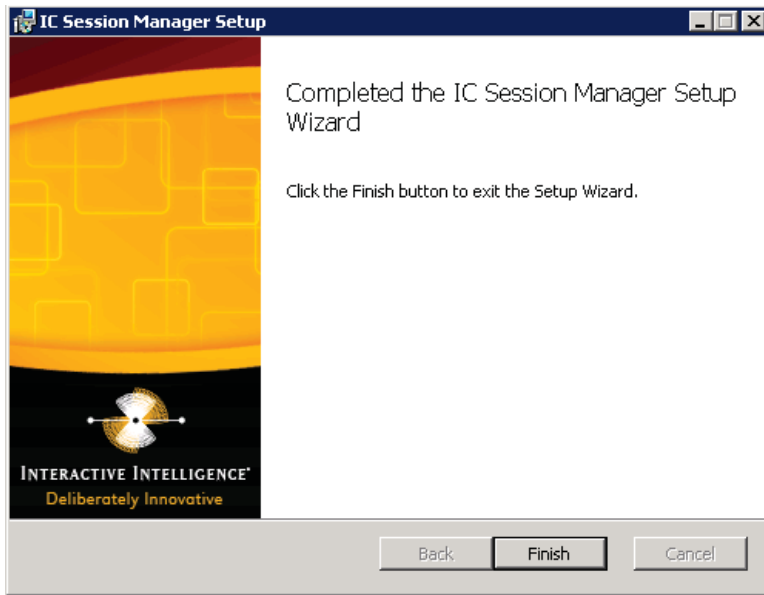 IC Session Manager Setup
Completed the IC Session Manager Setup
Wizard
Click the Finish button to exit the Setup Wizard.
INTERACTIVE INTELLIGENCE®
Deliberately Innovative
Back
Finish
Cancel